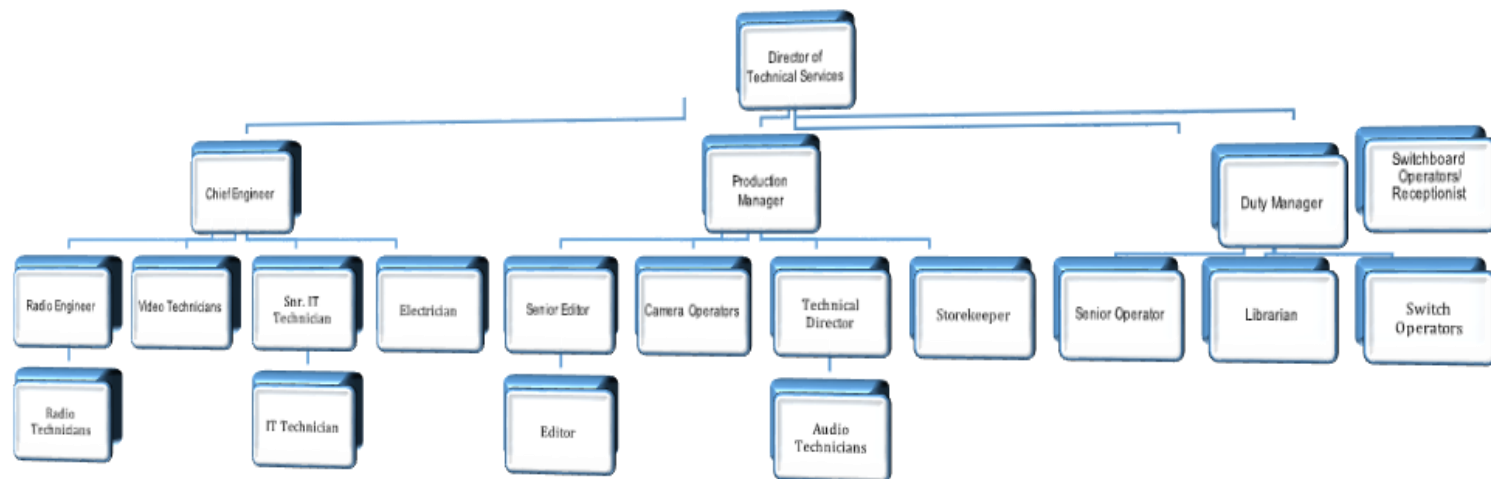 Director of
Technical Services
Chief Engineer
Production
Manager
Duty Manager
Switchboard
Operators/
Receptionist
Radio Engineer
Video Technicians
Snr. IT
Technician
Electrician
Senior Editor
Camera Operators
Technical
Director
Storekeeper
Senior Operator
Librarian
Switch
Operators
Radio
Technicians
IT Technician
Editor
Audio
Technicians